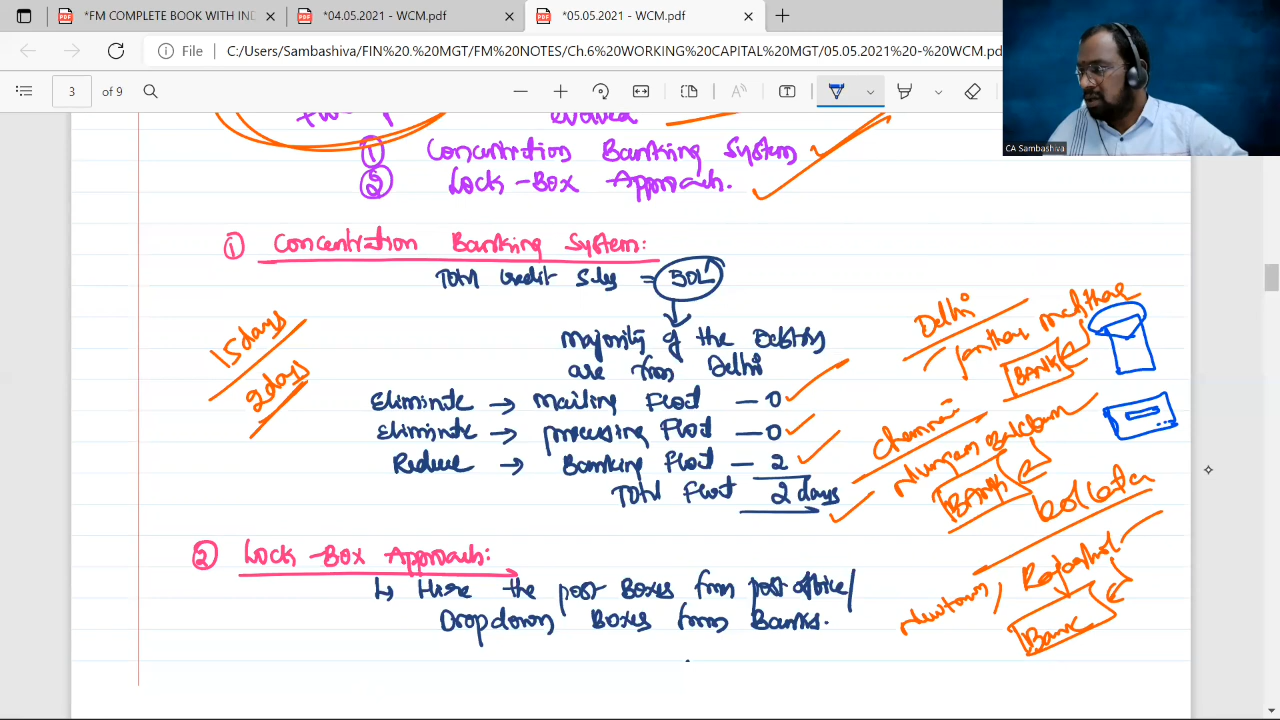 *FM COMPLETE BOOK WITH IND
*04.05.2021 - WCM.pdf
*05.05.2021 - WCM.pdf
File
C:/Users/Sambashiva/FIN%20.%20MGT/FM%20NOTES/Ch.6%20WORKING%20CAPITAL%20MGT/05.05.2021%20-%20WCM.pd
3 of 9
CA Sambashiva
evolved
① Concentration Banking System
② Lock-Box Approach.
① Concentration Banking System:
Total Credit Sales = 50L
Majority of the Debtors
are from Delhi
Eliminate → Mailing Float — 0
Eliminate → processing Float — 0
Reduce → Banking Float — 2
Total Float 2 days
15 days
2 days
Delhi
BANK
Chennai
BANK
Kolkata
Newtown, Rajarhat
Bank
② Lock-Box Approach:
↳ Hire the post Boxes from post office/
Dropdown Boxes from Banks.